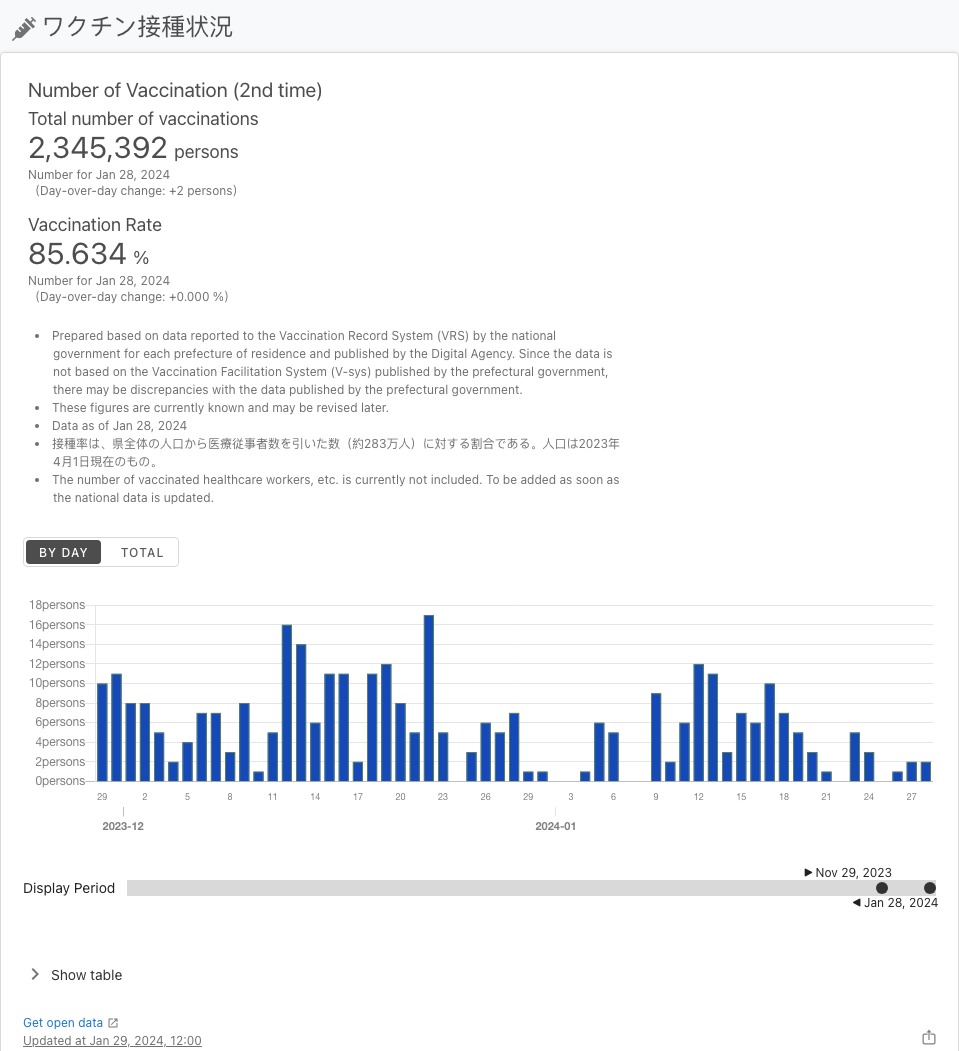 ワクチン接種状況
Number of Vaccination (2nd time)
Total number of vaccinations
2,345,392 persons
Number for Jan 28, 2024
(Day-over-day change: +2 persons)
Vaccination Rate
85.634 %
Number for Jan 28, 2024
(Day-over-day change: +0.000 %)
• Prepared based on data reported to the Vaccination Record System (VRS) by the national
government for each prefecture of residence and published by the Digital Agency. Since the data is
not based on the Vaccination Facilitation System (V-sys) published by the prefectural government,
there may be discrepancies with the data published by the prefectural government.
• These figures are currently known and may be revised later.
• Data as of Jan 28, 2024
• 接種率は、県全体の人口から医療従事者数を引いた数（約283万人）に対する割合である。人口は2023年
4月1日現在のもの。
• The number of vaccinated healthcare workers, etc. is currently not included. To be added as soon as
the national data is updated.
BY DAY TOTAL
18persons
16persons
14persons
12persons
10persons
8persons
6persons
4persons
2persons
0persons
29 2 5 8 11 14 17 20 23 26 29 3 6 9 12 15 18 21 24 27
2023-12 2024-01
Nov 29, 2023
Display Period
Jan 28, 2024
Show table
Get open data
Updated at Jan 29, 2024, 12:00